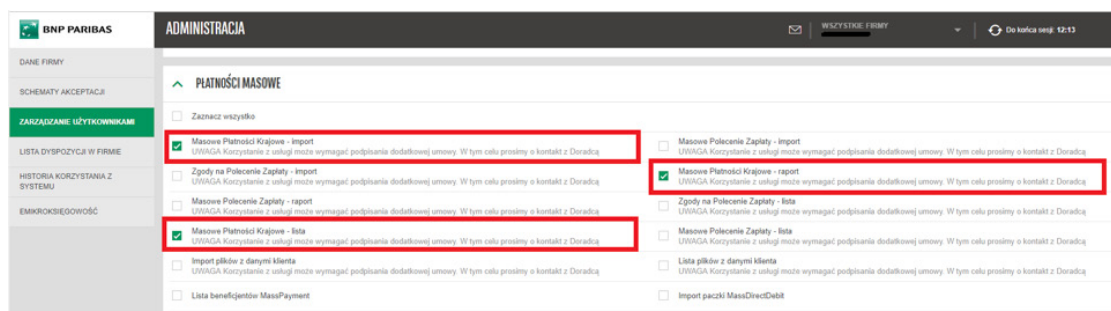 BNP PARIBAS
ADMINISTRACJA
WSZYSTKIE FIRMY
Do końca sesji: 12:13
DANE FIRMY
SCHEMATY AKCEPTACJI
ZARZĄDZANIE UŻYTKOWNIKAMI
LISTA DYSPOZYCJI W FIRMIE
HISTORIA KORZYSTANIA Z
SYSTEMU
EMIKROKSIĘGOWOŚĆ
PŁATNOŚCI MASOWE
Zaznacz wszystko
Masowe Płatności Krajowe - import
UWAGA Korzystanie z usługi może wymagać podpisania dodatkowej umowy. W tym celu prosimy o kontakt z Doradcą
Masowe Polecenie Zapłaty - import
UWAGA Korzystanie z usługi może wymagać podpisania dodatkowej umowy. W tym celu prosimy o kontakt z Doradcą
Zgody na Polecenie Zapłaty - import
UWAGA Korzystanie z usługi może wymagać podpisania dodatkowej umowy. W tym celu prosimy o kontakt z Doradcą
Masowe Płatności Krajowe - raport
UWAGA Korzystanie z usługi może wymagać podpisania dodatkowej umowy. W tym celu prosimy o kontakt z Doradcą
Masowe Polecenie Zapłaty - raport
UWAGA Korzystanie z usługi może wymagać podpisania dodatkowej umowy. W tym celu prosimy o kontakt z Doradcą
Zgody na Polecenie Zapłaty - lista
UWAGA Korzystanie z usługi może wymagać podpisania dodatkowej umowy. W tym celu prosimy o kontakt z Doradcą
Masowe Płatności Krajowe - lista
UWAGA Korzystanie z usługi może wymagać podpisania dodatkowej umowy. W tym celu prosimy o kontakt z Doradcą
Masowe Polecenie Zapłaty - lista
UWAGA Korzystanie z usługi może wymagać podpisania dodatkowej umowy. W tym celu prosimy o kontakt z Doradcą
Import plików z danymi klienta
UWAGA Korzystanie z usługi może wymagać podpisania dodatkowej umowy. W tym celu prosimy o kontakt z Doradcą
Lista plików z danymi klienta
UWAGA Korzystanie z usługi może wymagać podpisania dodatkowej umowy. W tym celu prosimy o kontakt z Doradcą
Lista beneficjentów MassPayment
Import paczki MassDirectDebit